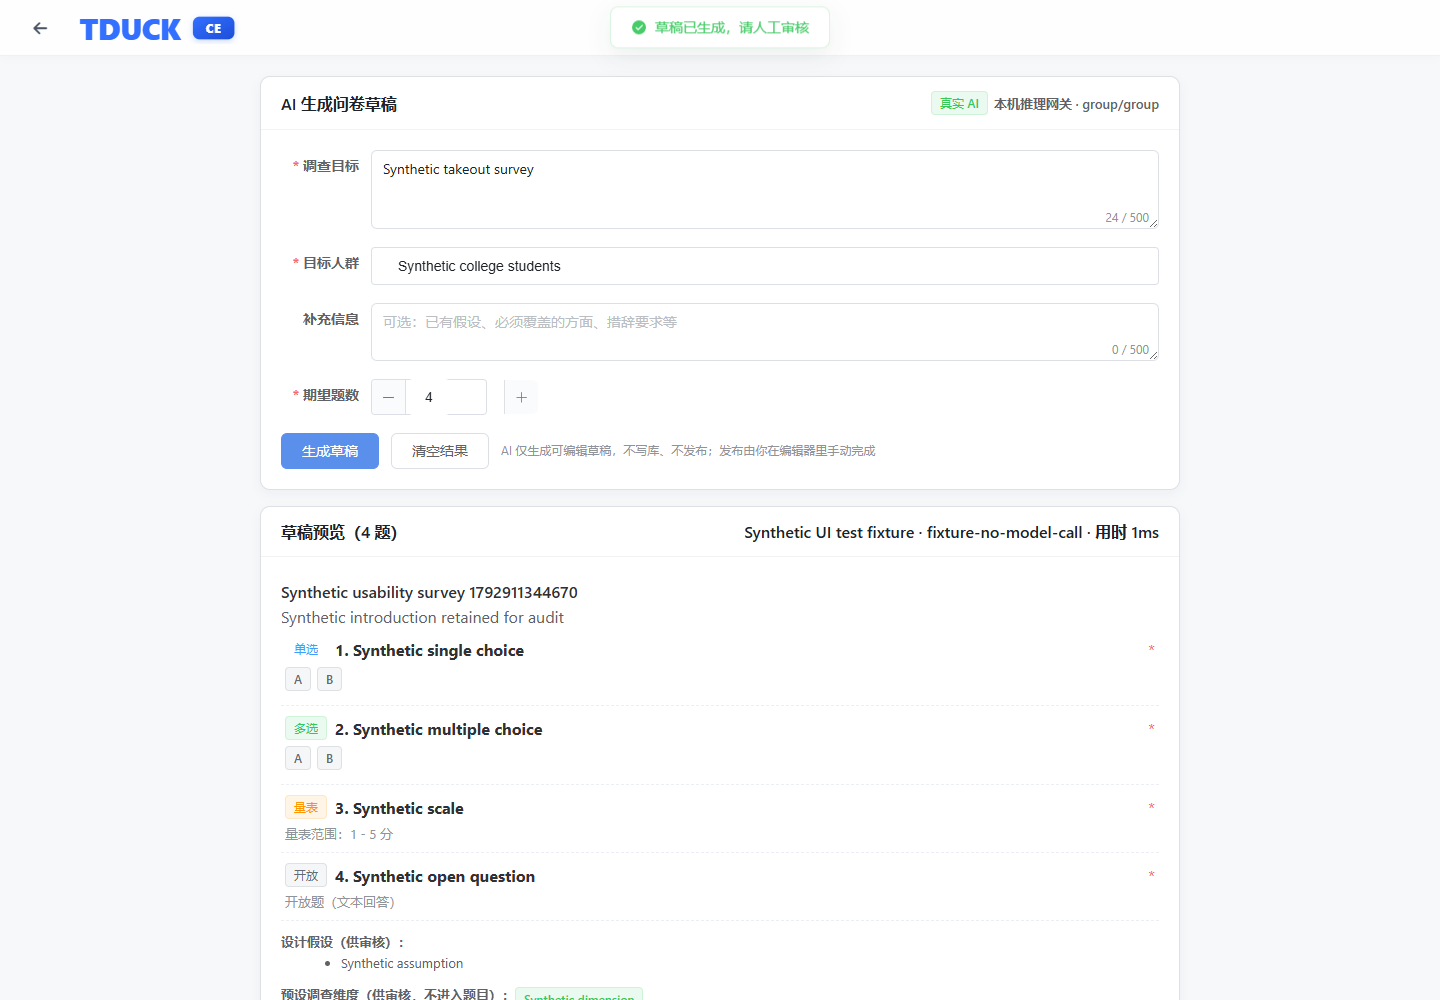 TDUCK CE
草稿已生成，请人工审核
AI 生成问卷草稿
真实 AI 本机推理网关 · group/group
* 调查目标
Synthetic takeout survey
24 / 500
* 目标人群
Synthetic college students
补充信息
可选：已有假设、必须覆盖的方面、措辞要求等
0 / 500
* 期望题数
4
生成草稿
清空结果
AI 仅生成可编辑草稿，不写库、不发布；发布由你在编辑器里手动完成
草稿预览（4 题）
Synthetic UI test fixture · fixture-no-model-call · 用时 1ms
Synthetic usability survey 1792911344670
Synthetic introduction retained for audit
单选 1. Synthetic single choice *
A B
多选 2. Synthetic multiple choice *
A B
量表 3. Synthetic scale *
量表范围：1 - 5 分
开放 4. Synthetic open question *
开放题（文本回答）
设计假设（供审核）：
Synthetic assumption
预设调查维度（供审核，不进入题目）： Synthetic dimension